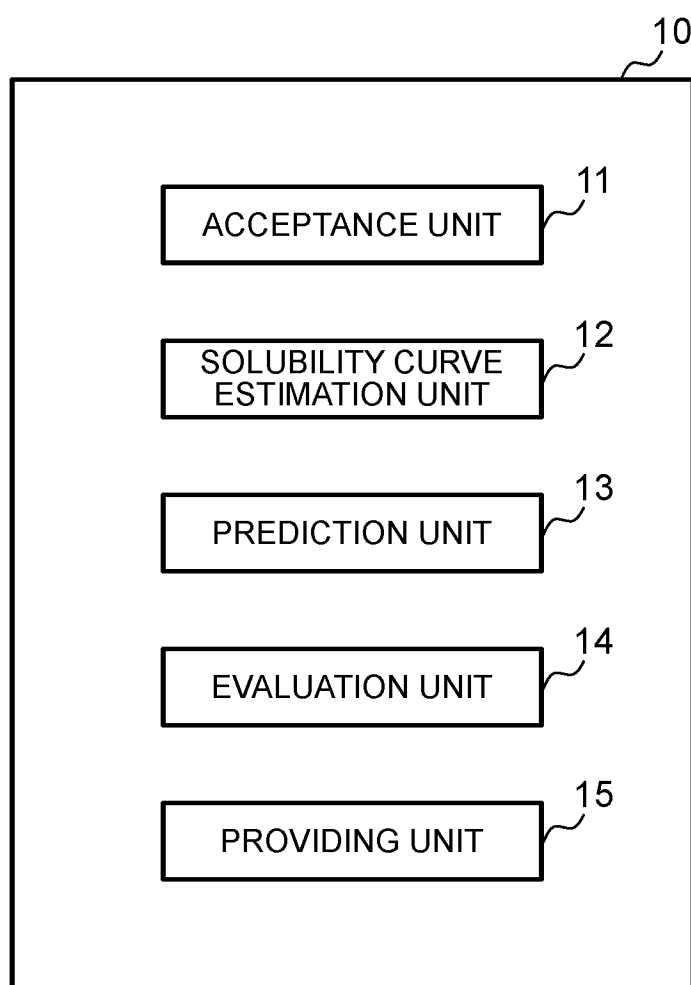 10
11
ACCEPTANCE UNIT
12
SOLUBILITY CURVE
ESTIMATION UNIT
13
PREDICTION UNIT
14
EVALUATION UNIT
15
PROVIDING UNIT